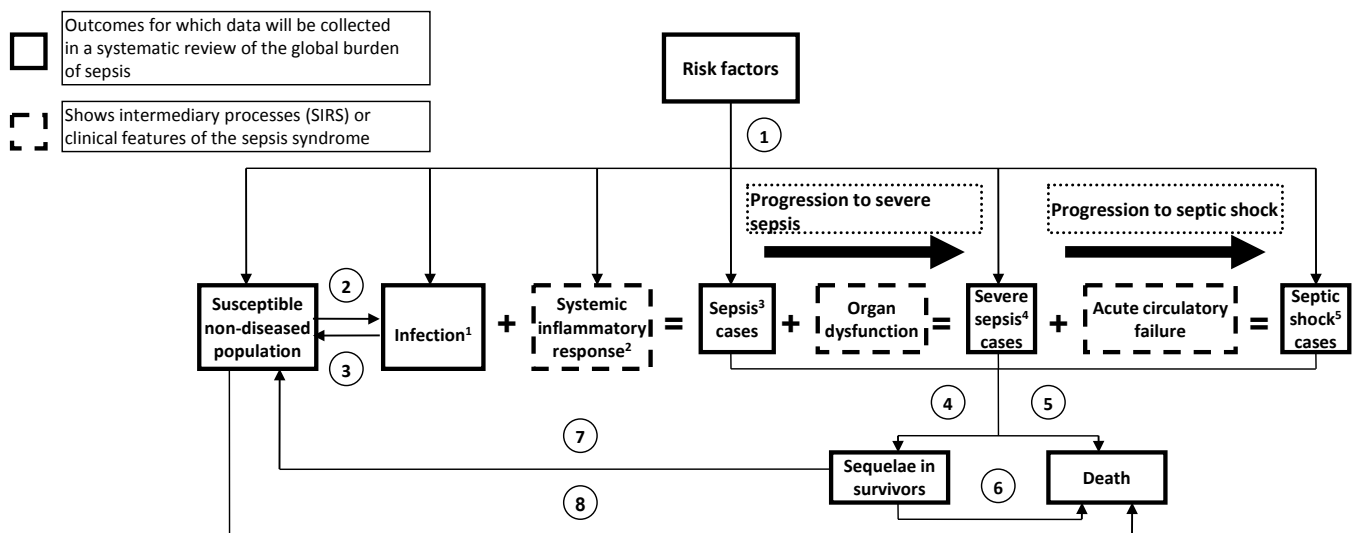 Outcomes for which data will be collected
in a systematic review of the global burden
of sepsis
Shows intermediary processes (SIRS) or
clinical features of the sepsis syndrome
Risk factors
1
Progression to severe
sepsis
Progression to septic shock
Susceptible
non-diseased
population
2
3
Infection¹
+
Systemic
inflammatory
response²
=
Sepsis³
cases
+
Organ
dysfunction
=
Severe
sepsis⁴
cases
+
Acute circulatory
failure
=
Septic
shock⁵
cases
4
5
7
Sequelae in
survivors
6
Death
8